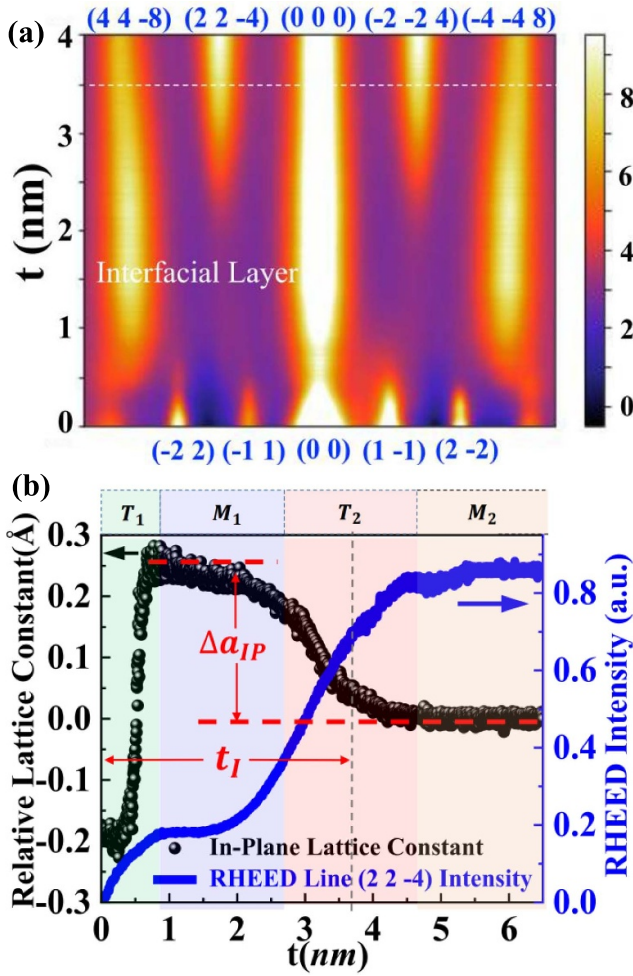 (a)
(4 4 -8) (2 2 -4) (0 0 0) (-2 -2 4) (-4 -4 8)
4
3
2
1
0
t (nm)
Interfacial Layer
8
6
4
2
0
(-2 2) (-1 1) (0 0) (1 -1) (2 -2)
(b)
T₁ M₁ T₂ M₂
0.3
0.2
0.1
0.0
-0.1
-0.2
-0.3
Relative Lattice Constant(Å)
Δa_IP
t_I
In-Plane Lattice Constant
RHEED Line (2 2 -4) Intensity
0.8
0.6
0.4
0.2
0.0
RHEED Intensity (a.u.)
0 1 2 3 4 5 6
t(nm)